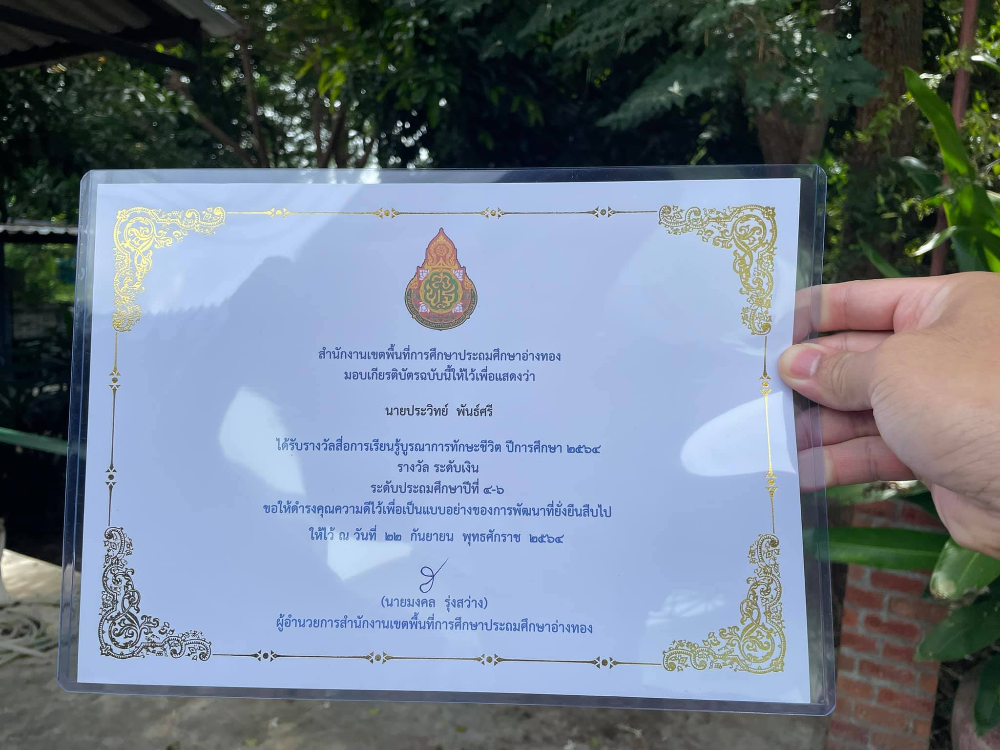 สำนักงานเขตพื้นที่การศึกษาประถมศึกษาอ่างทอง
มอบเกียรติบัตรฉบับนี้ให้ไว้เพื่อแสดงว่า
นายประวิทย์ พันธ์ศรี
ได้รับรางวัลสื่อการเรียนรู้บูรณาการทักษะชีวิต ปีการศึกษา ๒๕๖๔
รางวัล ระดับเงิน
ระดับประถมศึกษาปีที่ ๔-๖
ขอให้ดำรงคุณความดีไว้เพื่อเป็นแบบอย่างของการพัฒนาที่ยั่งยืนสืบไป
ให้ไว้ ณ วันที่ ๒๒ กันยายน พุทธศักราช ๒๕๖๔
(นายมงคล รุ่งสว่าง)
ผู้อำนวยการสำนักงานเขตพื้นที่การศึกษาประถมศึกษาอ่างทอง